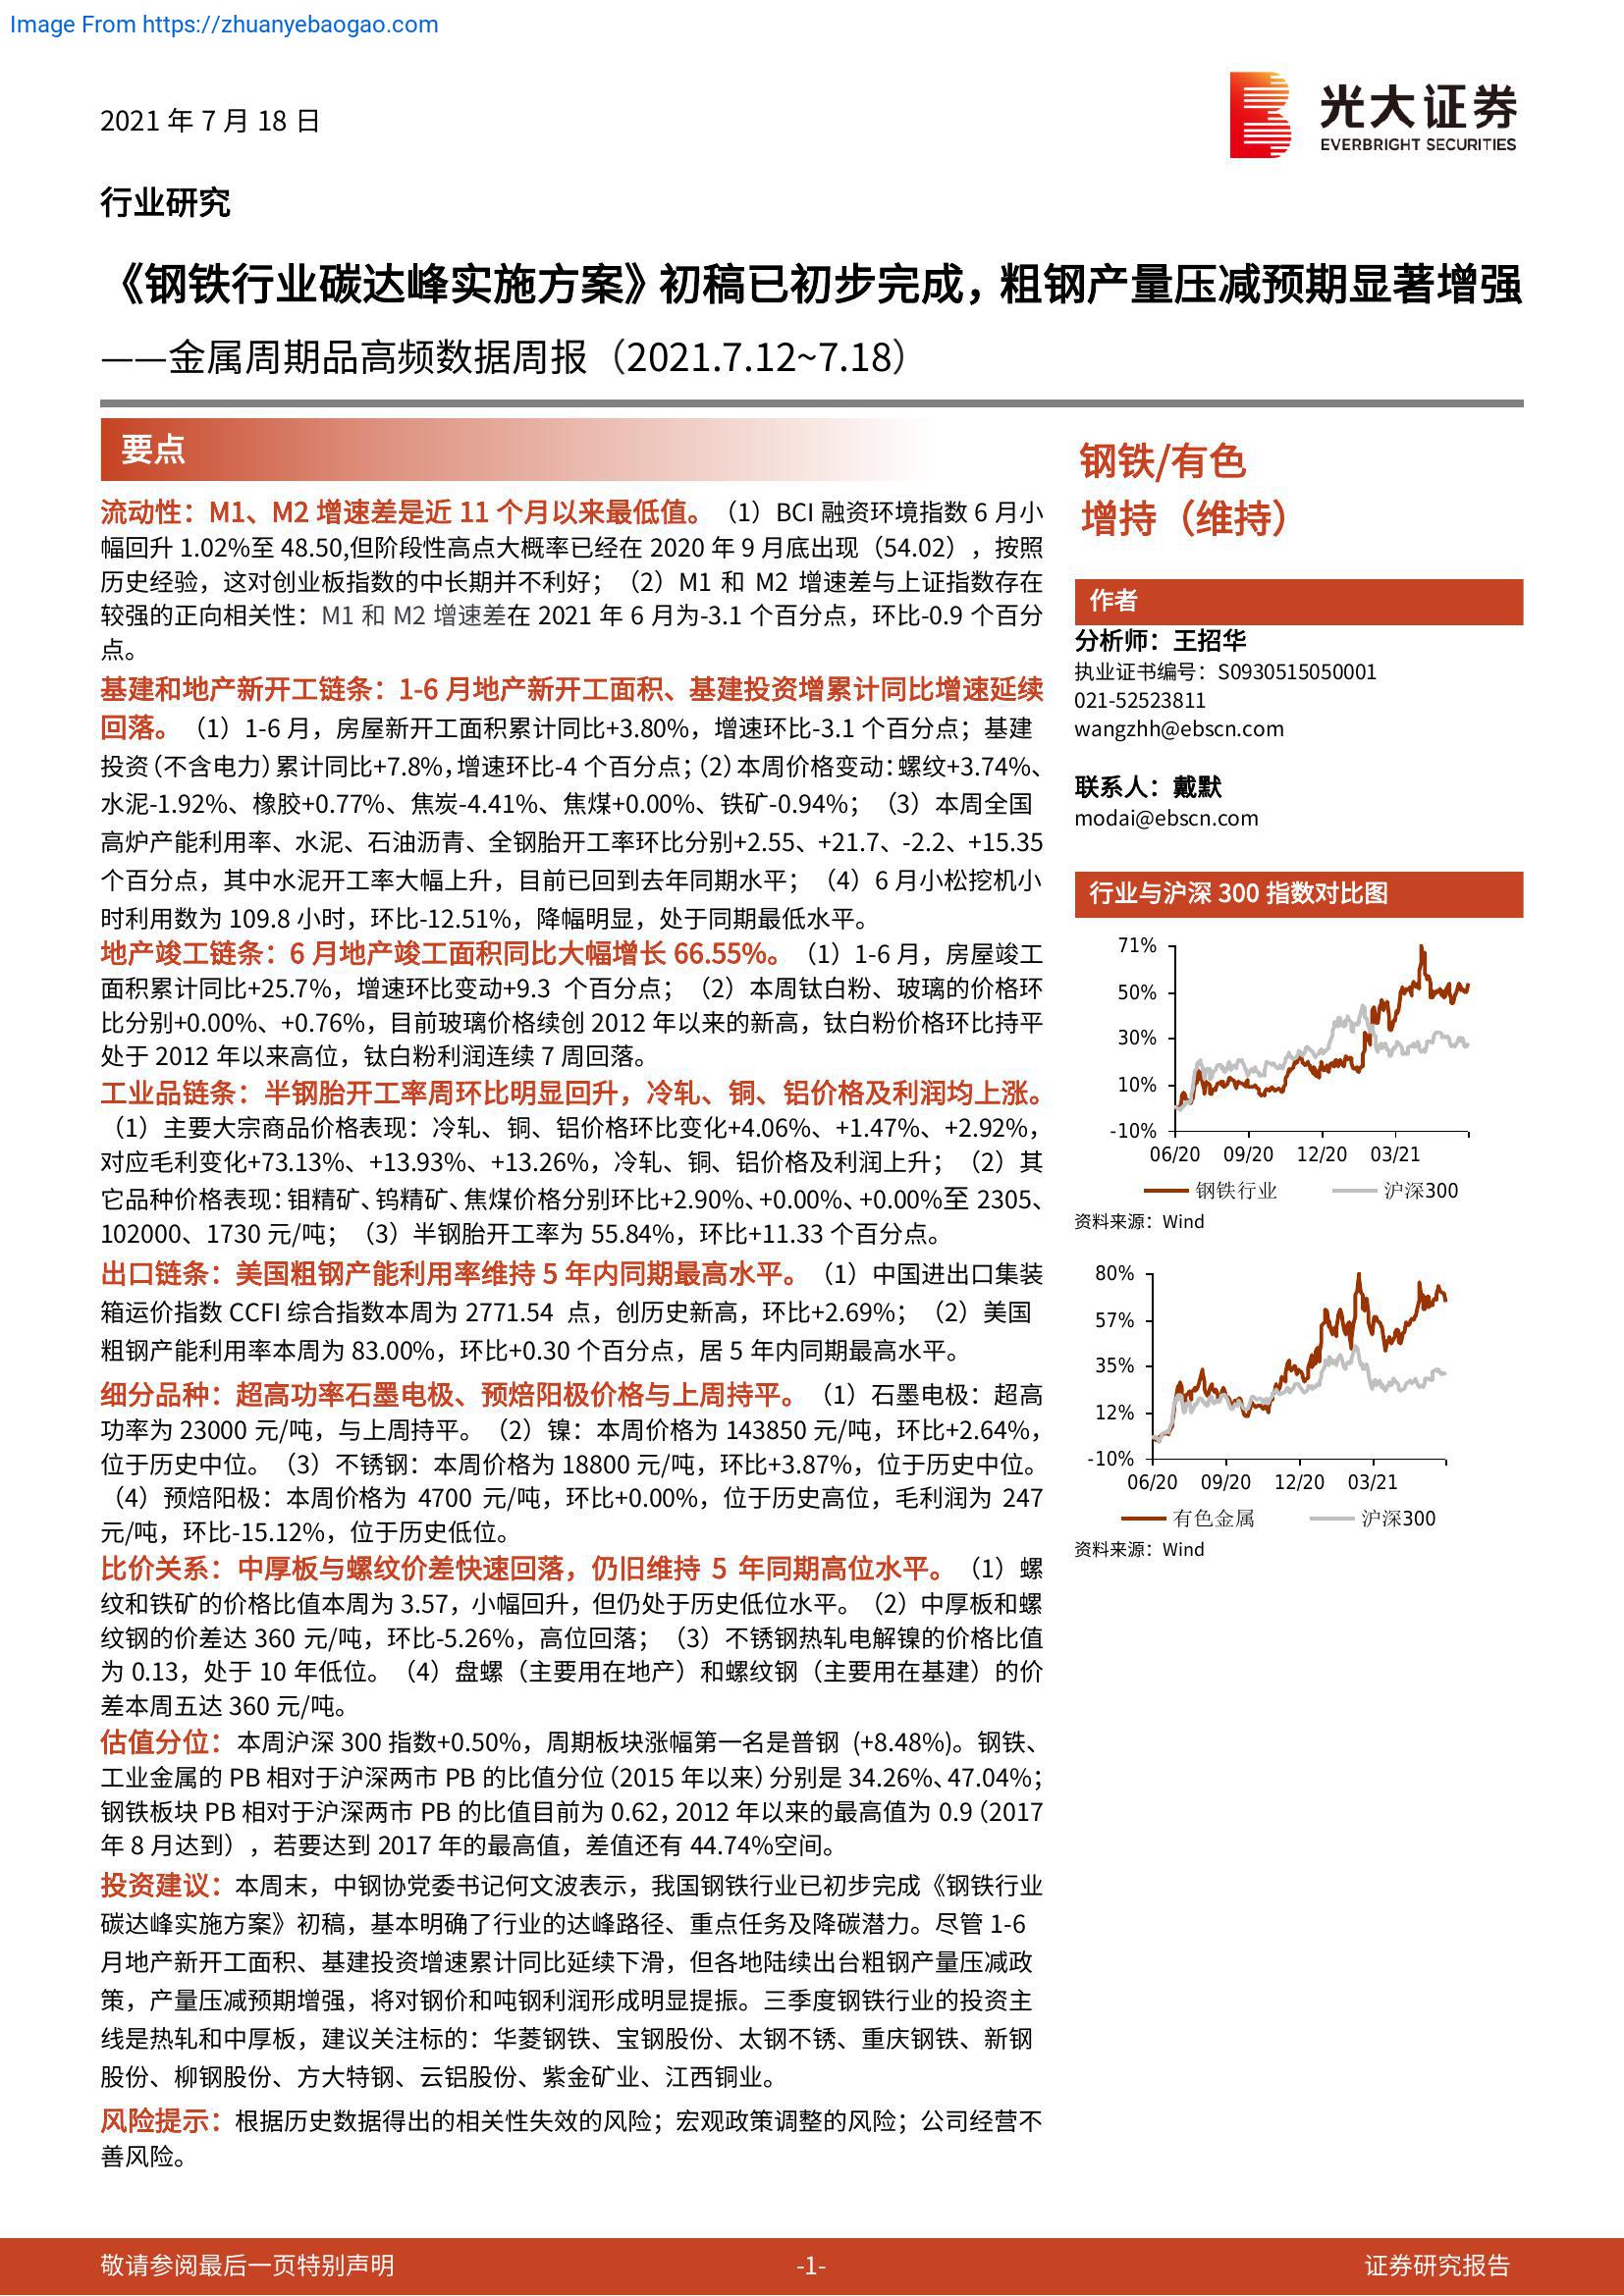 Image From https://zhuanyebaogao.com
2021 年 7 月 18 日
光大证券
EVERBRIGHT SECURITIES
行业研究
《钢铁行业碳达峰实施方案》初稿已初步完成，粗钢产量压减预期显著增强
——金属周期品高频数据周报（2021.7.12~7.18）
要点
流动性：M1、M2 增速差是近 11 个月以来最低值。（1）BCI 融资环境指数 6 月小
幅回升 1.02%至 48.50,但阶段性高点大概率已经在 2020 年 9 月底出现（54.02），按照
历史经验，这对创业板指数的中长期并不利好；（2）M1 和 M2 增速差与上证指数存在
较强的正向相关性：M1 和 M2 增速差在 2021 年 6 月为-3.1 个百分点，环比-0.9 个百分
点。
基建和地产新开工链条：1-6 月地产新开工面积、基建投资增累计同比增速延续
回落。（1）1-6 月，房屋新开工面积累计同比+3.80%，增速环比-3.1 个百分点；基建
投资（不含电力）累计同比+7.8%，增速环比-4 个百分点；（2）本周价格变动：螺纹+3.74%、
水泥-1.92%、橡胶+0.77%、焦炭-4.41%、焦煤+0.00%、铁矿-0.94%；（3）本周全国
高炉产能利用率、水泥、石油沥青、全钢胎开工率环比分别+2.55、+21.7、-2.2、+15.35
个百分点，其中水泥开工率大幅上升，目前已回到去年同期水平；（4）6 月小松挖机小
时利用数为 109.8 小时，环比-12.51%，降幅明显，处于同期最低水平。
地产竣工链条：6 月地产竣工面积同比大幅增长 66.55%。（1）1-6 月，房屋竣工
面积累计同比+25.7%，增速环比变动+9.3 个百分点；（2）本周钛白粉、玻璃的价格环
比分别+0.00%、+0.76%，目前玻璃价格续创 2012 年以来的新高，钛白粉价格环比持平
处于 2012 年以来高位，钛白粉利润连续 7 周回落。
工业品链条：半钢胎开工率周环比明显回升，冷轧、铜、铝价格及利润均上涨。
（1）主要大宗商品价格表现：冷轧、铜、铝价格环比变化+4.06%、+1.47%、+2.92%，
对应毛利变化+73.13%、+13.93%、+13.26%，冷轧、铜、铝价格及利润上升；（2）其
它品种价格表现：钼精矿、钨精矿、焦煤价格分别环比+2.90%、+0.00%、+0.00%至 2305、
102000、1730 元/吨；（3）半钢胎开工率为 55.84%，环比+11.33 个百分点。
出口链条：美国粗钢产能利用率维持 5 年内同期最高水平。（1）中国进出口集装
箱运价指数 CCFI 综合指数本周为 2771.54 点，创历史新高，环比+2.69%；（2）美国
粗钢产能利用率本周为 83.00%，环比+0.30 个百分点，居 5 年内同期最高水平。
细分品种：超高功率石墨电极、预焙阳极价格与上周持平。（1）石墨电极：超高
功率为 23000 元/吨，与上周持平。（2）镍：本周价格为 143850 元/吨，环比+2.64%，
位于历史中位。（3）不锈钢：本周价格为 18800 元/吨，环比+3.87%，位于历史中位。
（4）预焙阳极：本周价格为 4700 元/吨，环比+0.00%，位于历史高位，毛利润为 247
元/吨，环比-15.12%，位于历史低位。
比价关系：中厚板与螺纹价差快速回落，仍旧维持 5 年同期高位水平。（1）螺
纹和铁矿的价格比值本周为 3.57，小幅回升，但仍处于历史低位水平。（2）中厚板和螺
纹钢的价差达 360 元/吨，环比-5.26%，高位回落；（3）不锈钢热轧电解镍的价格比值
为 0.13，处于 10 年低位。（4）盘螺（主要用在地产）和螺纹钢（主要用在基建）的价
差本周五达 360 元/吨。
估值分位：本周沪深 300 指数+0.50%，周期板块涨幅第一名是普钢 (+8.48%)。钢铁、
工业金属的 PB 相对于沪深两市 PB 的比值分位（2015 年以来）分别是 34.26%、47.04%；
钢铁板块 PB 相对于沪深两市 PB 的比值目前为 0.62，2012 年以来的最高值为 0.9（2017
年 8 月达到），若要达到 2017 年的最高值，差值还有 44.74%空间。
投资建议：本周末，中钢协党委书记何文波表示，我国钢铁行业已初步完成《钢铁行业
碳达峰实施方案》初稿，基本明确了行业的达峰路径、重点任务及降碳潜力。尽管 1-6
月地产新开工面积、基建投资增速累计同比延续下滑，但各地陆续出台粗钢产量压减政
策，产量压减预期增强，将对钢价和吨钢利润形成明显提振。三季度钢铁行业的投资主
线是热轧和中厚板，建议关注标的：华菱钢铁、宝钢股份、太钢不锈、重庆钢铁、新钢
股份、柳钢股份、方大特钢、云铝股份、紫金矿业、江西铜业。
风险提示：根据历史数据得出的相关性失效的风险；宏观政策调整的风险；公司经营不
善风险。
钢铁/有色
增持（维持）
作者
分析师：王招华
执业证书编号：S0930515050001
021-52523811
wangzhh@ebscn.com
联系人：戴默
modai@ebscn.com
行业与沪深 300 指数对比图
71%
50%
30%
10%
-10%
06/20 09/20 12/20 03/21
钢铁行业 沪深300
资料来源：Wind
80%
57%
35%
12%
-10%
06/20 09/20 12/20 03/21
有色金属 沪深300
资料来源：Wind
敬请参阅最后一页特别声明 -1- 证券研究报告